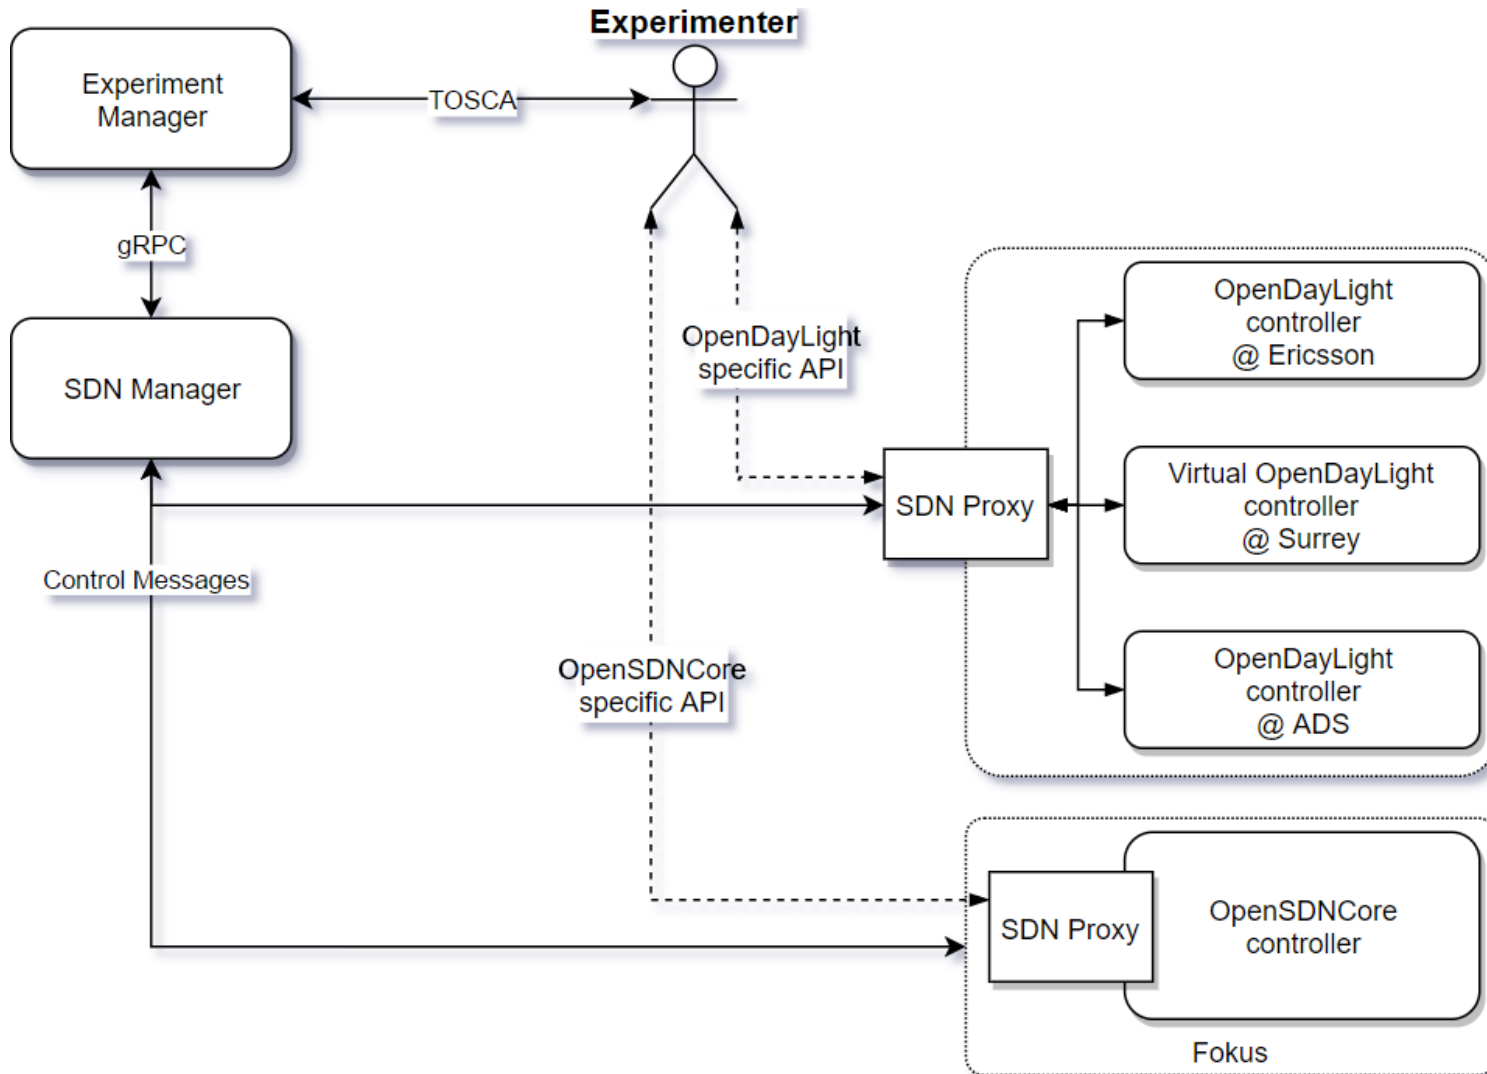 Experimenter
Experiment
Manager
TOSCA
gRPC
SDN Manager
OpenDayLight
specific API
OpenDayLight
controller
@ Ericsson
SDN Proxy
Virtual OpenDayLight
controller
@ Surrey
Control Messages
OpenSDNCore
specific API
OpenDayLight
controller
@ ADS
SDN Proxy
OpenSDNCore
controller
Fokus